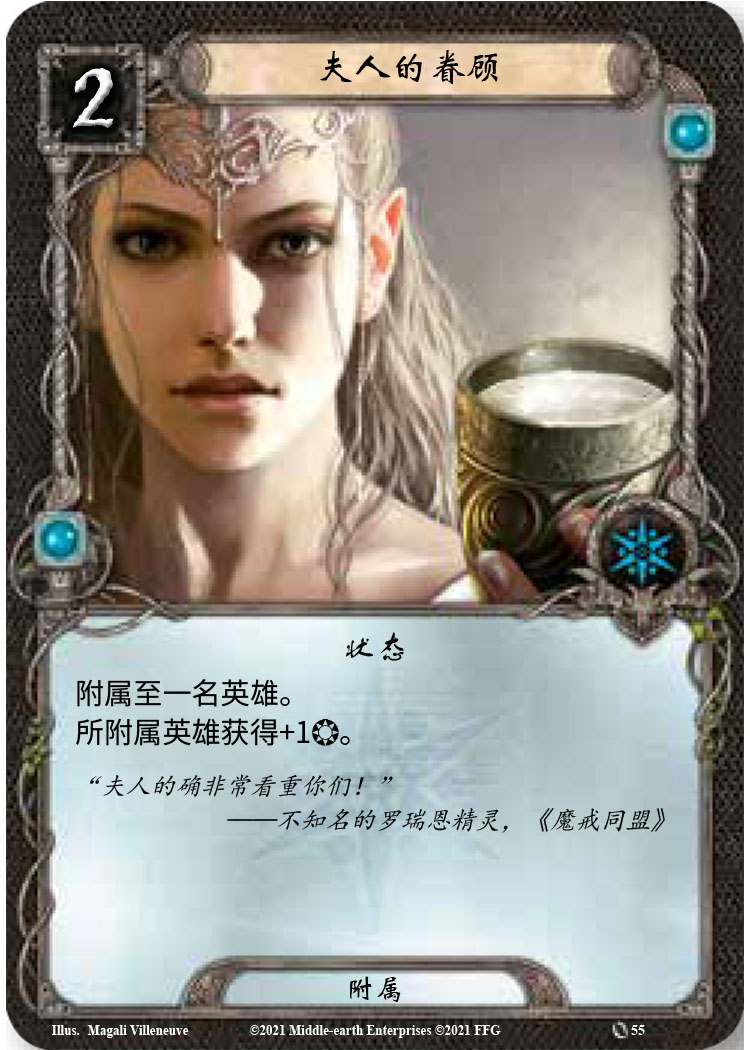 夫人的眷顾
2
状态
附属至一名英雄。
所附属英雄获得+1。
“夫人的确非常看重你们！”
——不知名的罗瑞恩精灵，《魔戒同盟》
附属
Illus. Magali Villeneuve ©2021 Middle-earth Enterprises ©2021 FFG 55